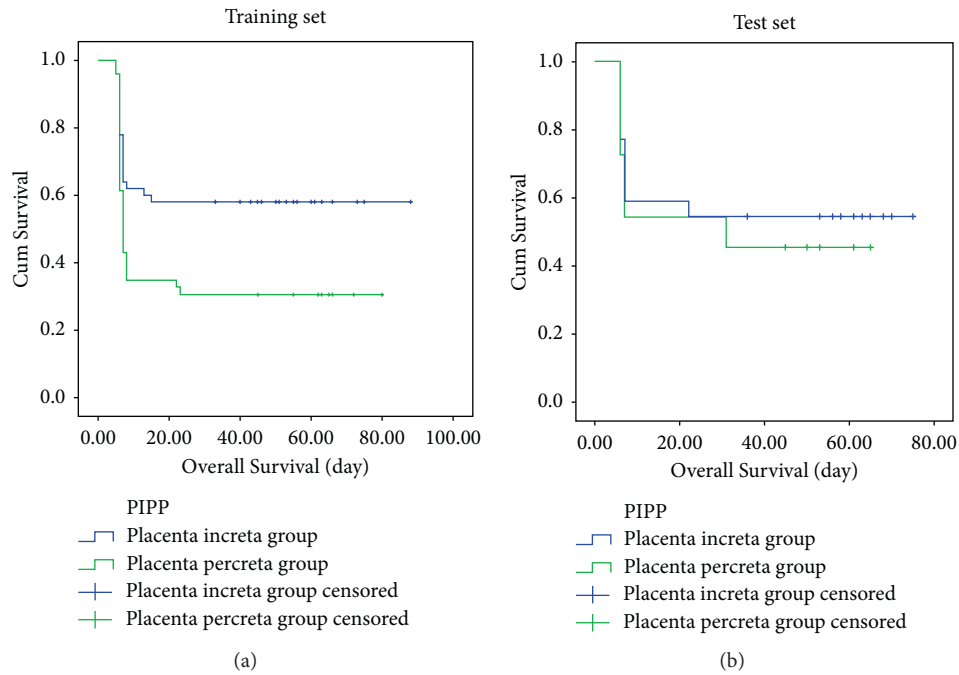 Training set
1.0
0.8
0.6
0.4
0.2
0.0
Cum Survival
0.00 20.00 40.00 60.00 80.00 100.00
Overall Survival (day)
PIPP
Placenta increta group
Placenta percreta group
Placenta increta group censored
Placenta percreta group censored
(a)
Test set
1.0
0.8
0.6
0.4
0.2
0.0
Cum Survival
0.00 20.00 40.00 60.00 80.00
Overall Survival (day)
PIPP
Placenta increta group
Placenta percreta group
Placenta increta group censored
Placenta percreta group censored
(b)